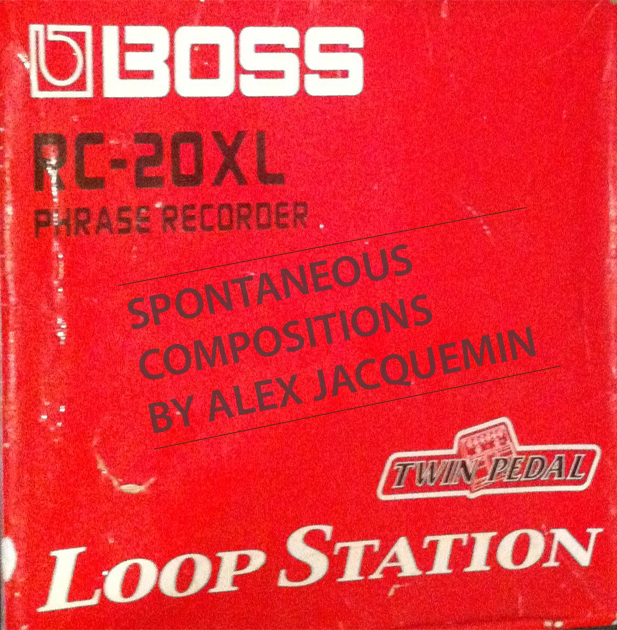 BOSS
RC-20XL
PHRASE RECORDER
SPONTANEOUS
COMPOSITIONS
BY ALEX JACQUEMIN
TWIN PEDAL
LOOP STATION